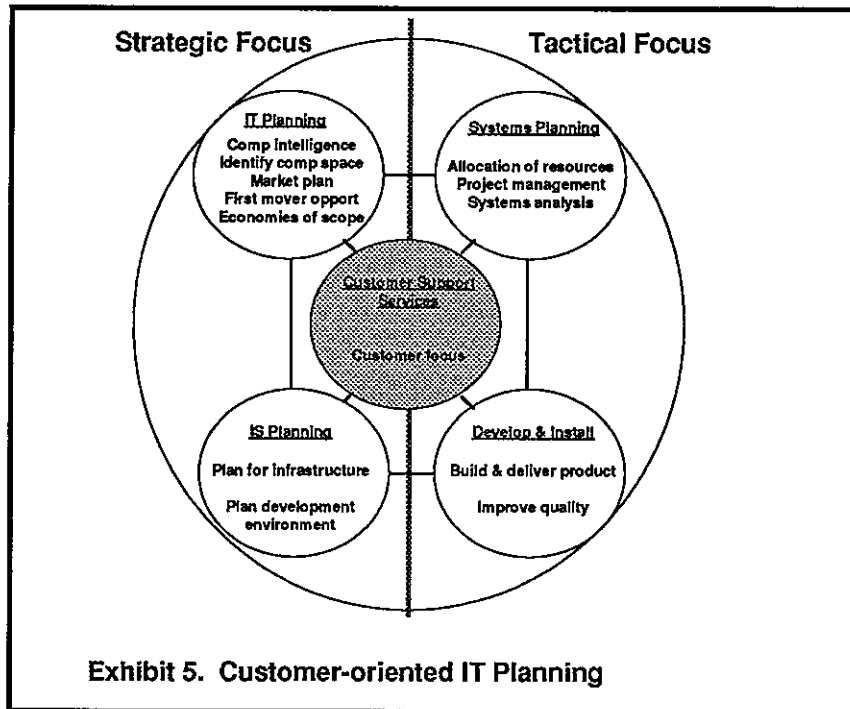 Strategic Focus
Tactical Focus
IT Planning
Comp intelligence
Identify comp space
Market plan
First mover opport
Economies of scope
Systems Planning
Allocation of resources
Project management
Systems analysis
Customer Support
Services
Customer focus
IS Planning
Plan for infrastructure
Plan development
environment
Develop & Install
Build & deliver product
Improve quality
Exhibit 5. Customer-oriented IT Planning